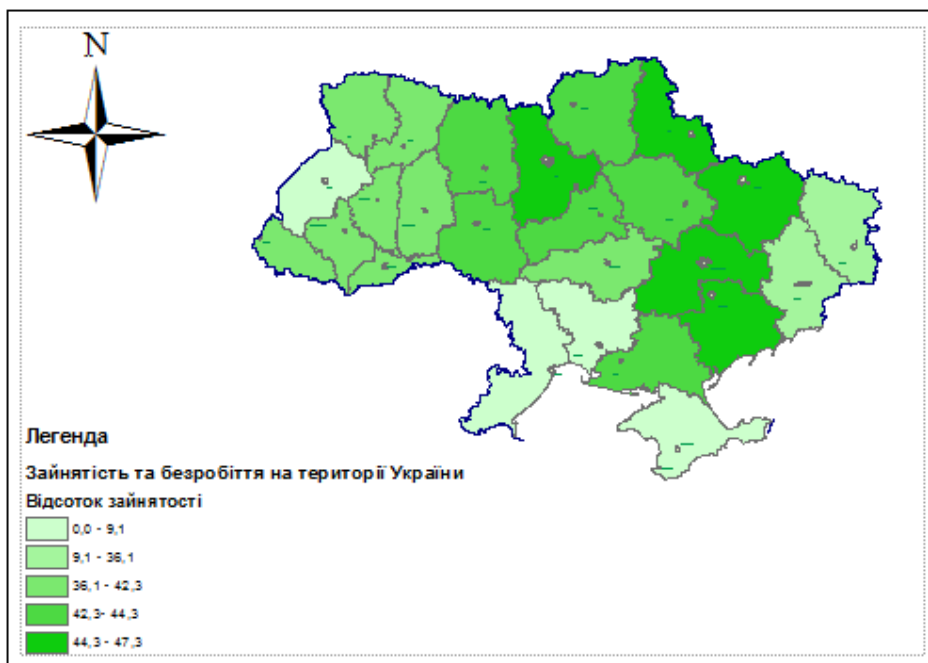 N
Легенда
Зайнятість та безробіття на території України
Відсоток зайнятості
0,0 - 9,1
9,1 - 36,1
36,1 - 42,3
42,3- 44,3
44,3 - 47,3